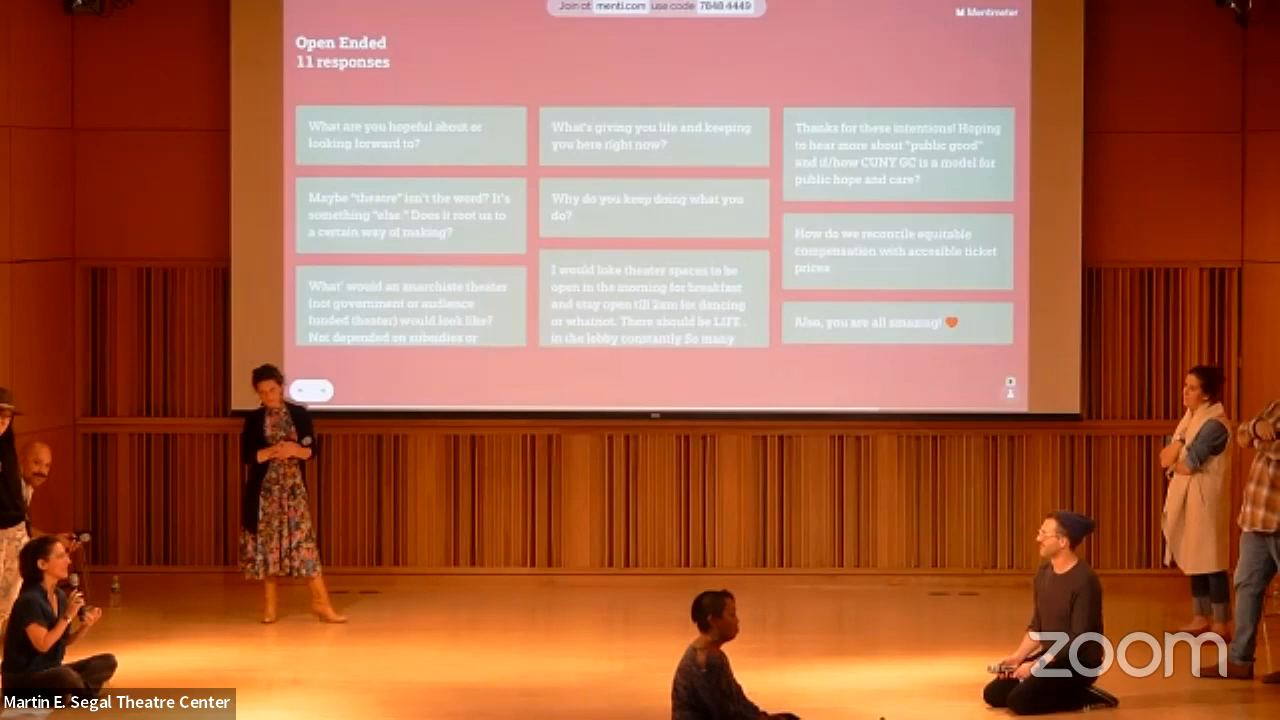 Join at menti.com use code 7848 4449
Mentimeter
Open Ended
11 responses
What are you hopeful about or
looking forward to?
Maybe "theatre" isn't the word? It's
something "else." Does it root us to
a certain way of making?
What' would an anarchiste theater
(not government or audience
funded theater) would look like?
Not depended on subsidies or
What's giving you life and keeping
you here right now?
Why do you keep doing what you
do?
I would loke theater spaces to be
open in the morning for breakfast
and stay open till 2am for dancing
or whatnot. There should be LIFE .
in the lobby constantly So many
Thanks for these intentions! Hoping
to hear more about "public good"
and if/how CUNY GC is a model for
public hope and care?
How do we reconcile equitable
compensation with accesible ticket
prices
Also, you are all amazing!
zoom
Martin E. Segal Theatre Center